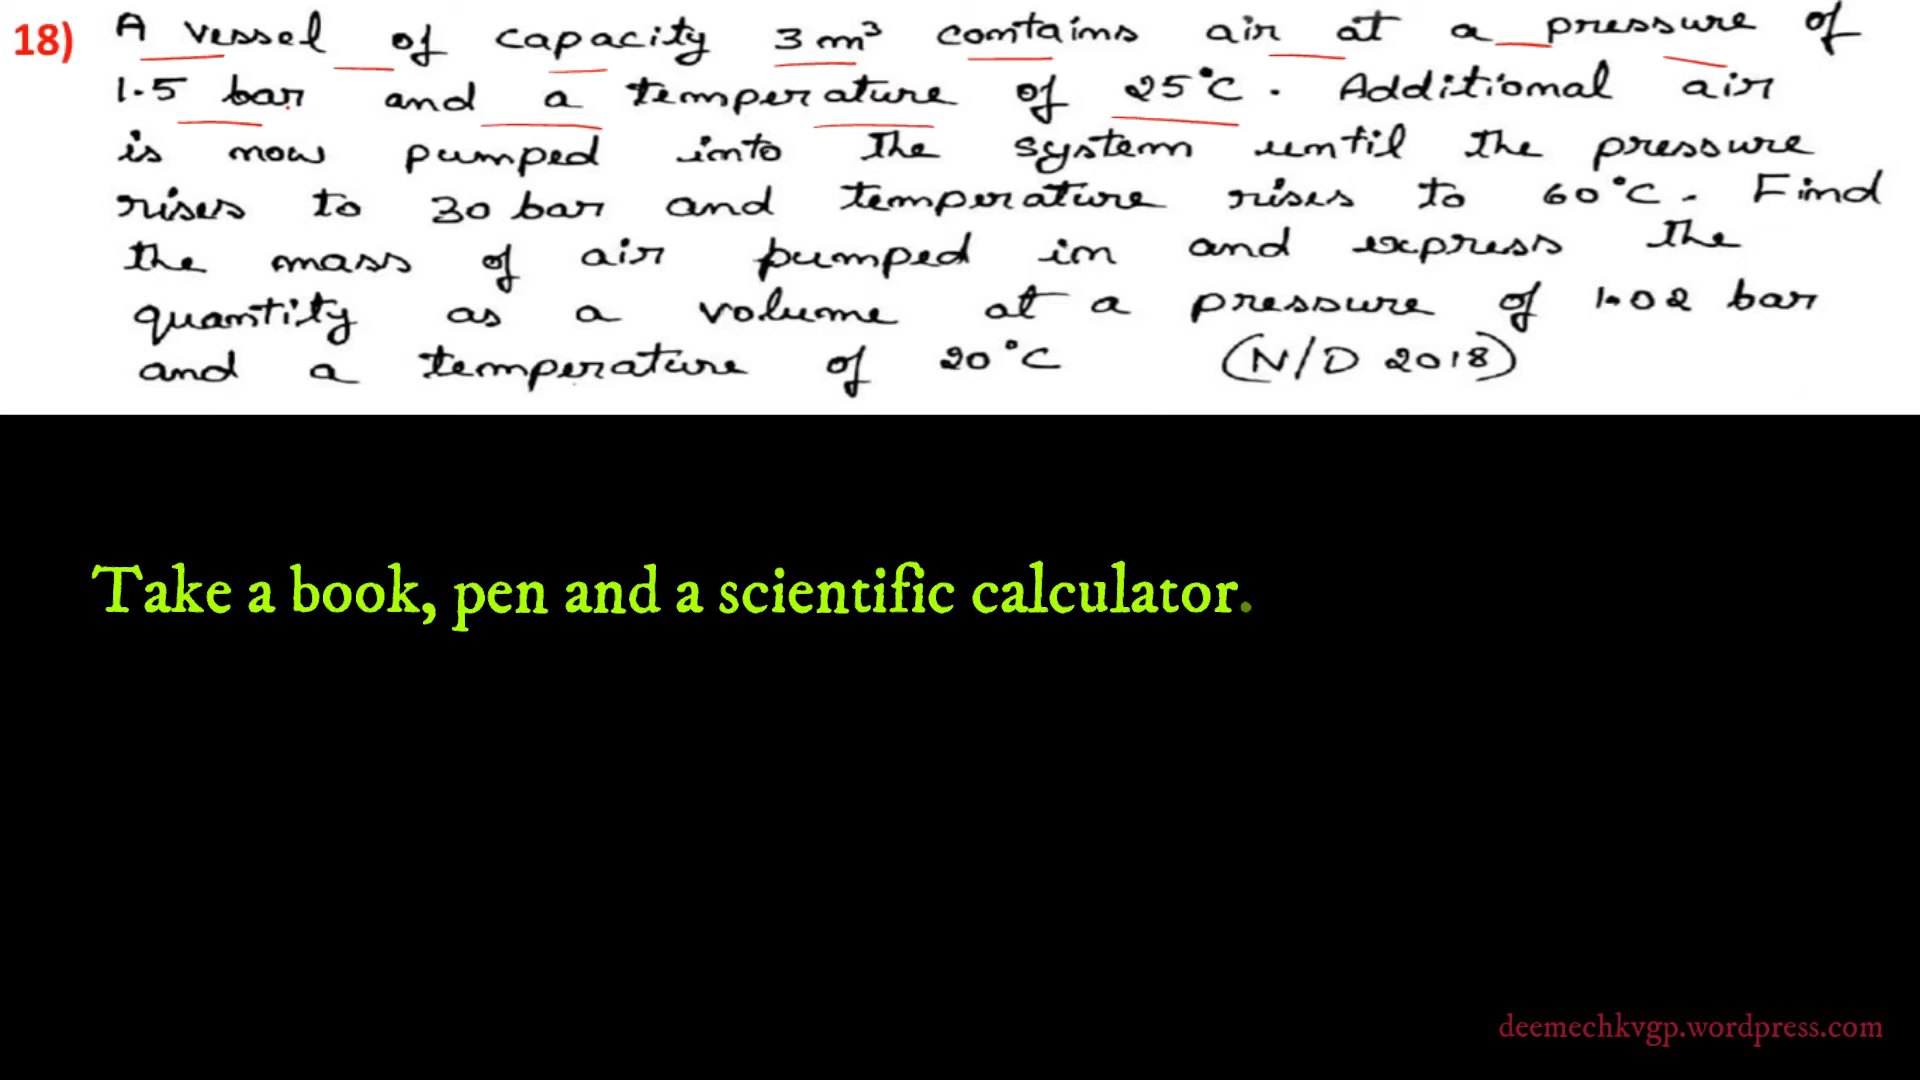 18) A vessel of capacity 3 m³ contains air at a pressure of
1.5 bar and a temperature of 25°C. Additional air
is now pumped into the system until the pressure
rises to 30 bar and temperature rises to 60°C. Find
the mass of air pumped in and express the
quantity as a volume at a pressure of 1.02 bar
and a temperature of 20°C (N/D 2018)
Take a book, pen and a scientific calculator.
deemechkvgp.wordpress.com